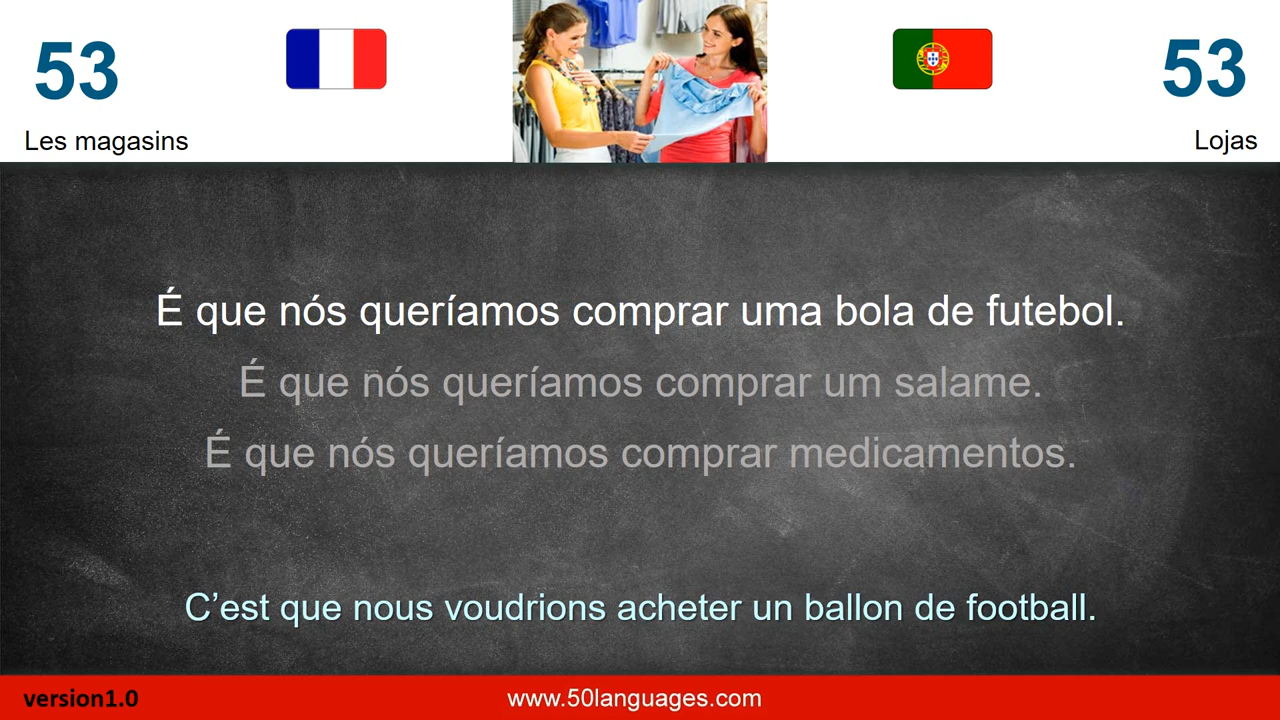 53
53
Les magasins
Lojas
É que nós queríamos comprar uma bola de futebol.
É que nós queríamos comprar um salame.
É que nós queríamos comprar medicamentos.
C’est que nous voudrions acheter un ballon de football.
version1.0
www.50languages.com